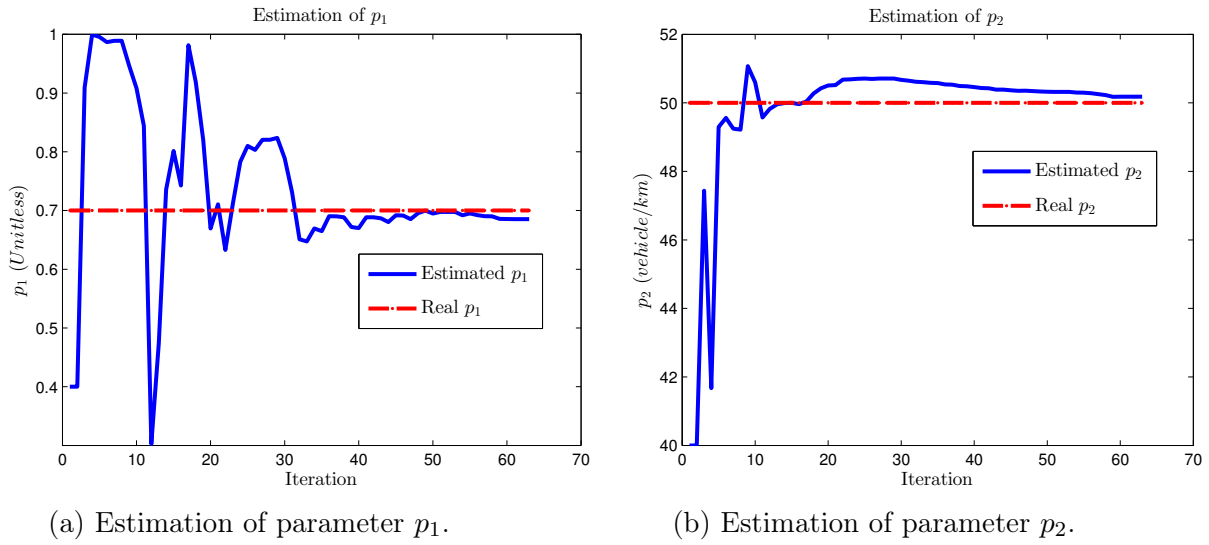 Estimation of p₁
1
0.9
0.8
0.7
0.6
0.5
0.4
p₁ (Unitless)
0 10 20 30 40 50 60 70
Iteration
Estimated p₁
Real p₁
(a) Estimation of parameter p₁.
Estimation of p₂
52
50
48
46
44
42
40
p₂ (vehicle/km)
0 10 20 30 40 50 60 70
Iteration
Estimated p₂
Real p₂
(b) Estimation of parameter p₂.